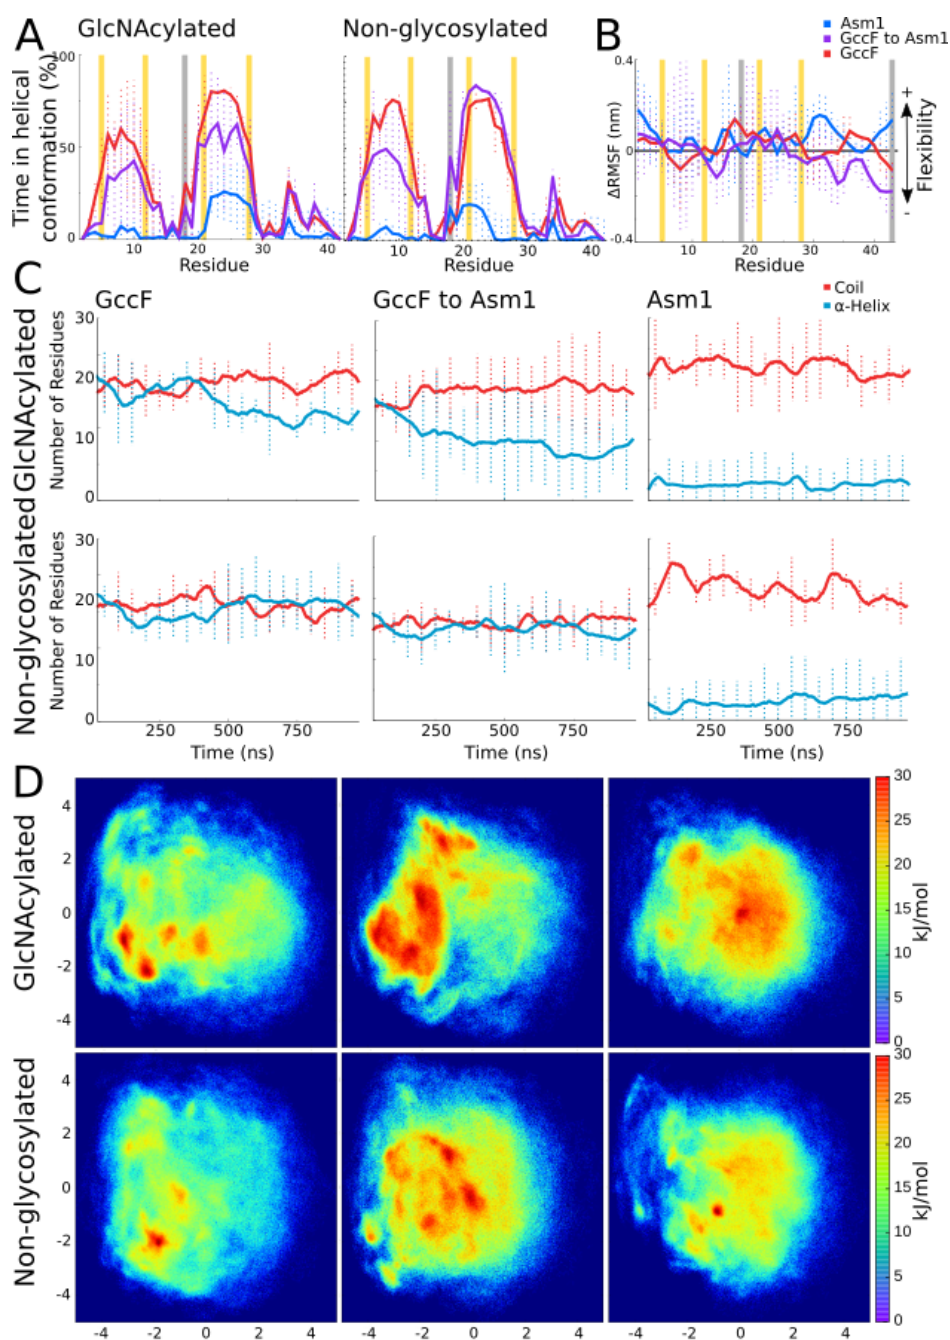 A
GlcNAcylated
Non-glycosylated
Time in helical
conformation (%)
100
50
0
10 20 30 40
10 20 30 40
Residue
Residue
B
Asm1
GccF to Asm1
GccF
ΔRMSF (nm)
0.4
0
-0.4
10 20 30 40
Residue
+
-
Flexibility
C
Coil
α-Helix
GccF
GccF to Asm1
Asm1
GlcNAcylated
Number of Residues
30
20
10
0
Non-glycosylated
Number of Residues
30
20
10
0
250 500 750
250 500 750
250 500 750
Time (ns)
Time (ns)
Time (ns)
D
GlcNAcylated
4
2
0
-2
-4
30
25
20
15
10
5
0
kJ/mol
Non-glycosylated
4
2
0
-2
-4
30
25
20
15
10
5
0
kJ/mol
-4 -2 0 2 4
-4 -2 0 2 4
-4 -2 0 2 4